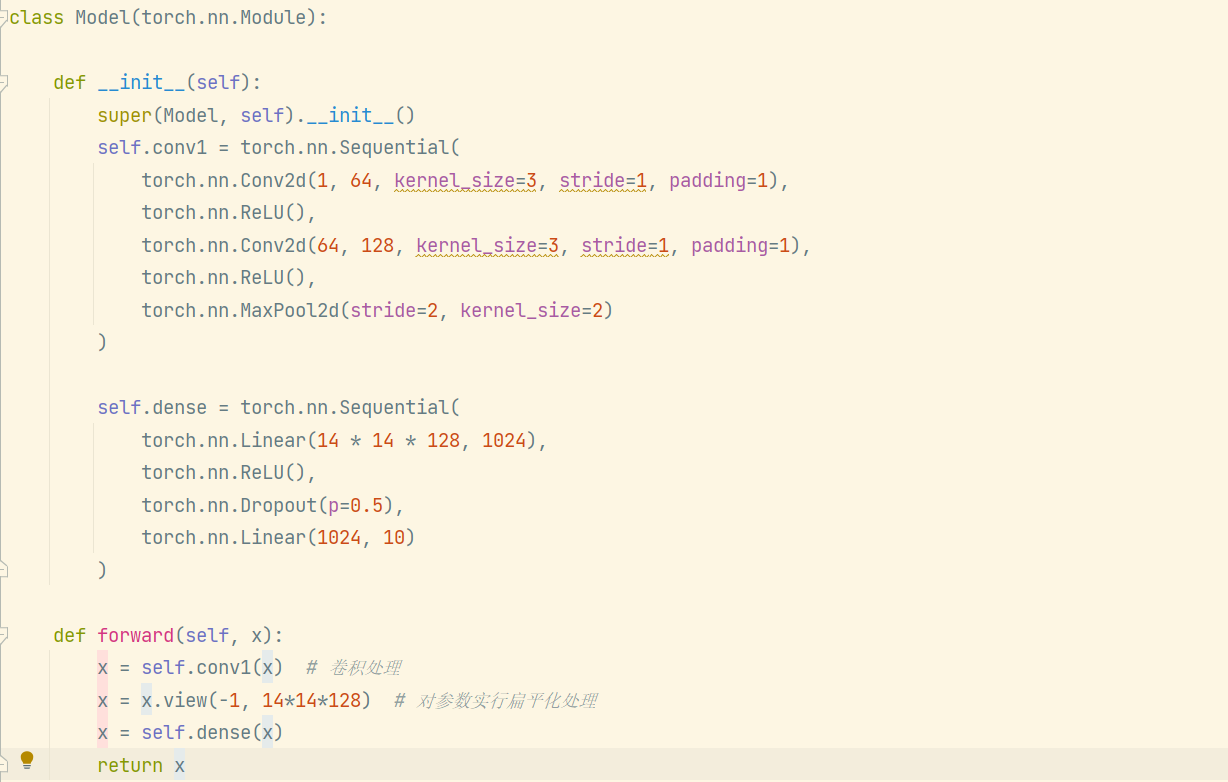 class Model(torch.nn.Module):
    def __init__(self):
        super(Model, self).__init__()
        self.conv1 = torch.nn.Sequential(
            torch.nn.Conv2d(1, 64, kernel_size=3, stride=1, padding=1),
            torch.nn.ReLU(),
            torch.nn.Conv2d(64, 128, kernel_size=3, stride=1, padding=1),
            torch.nn.ReLU(),
            torch.nn.MaxPool2d(stride=2, kernel_size=2)
        )
        self.dense = torch.nn.Sequential(
            torch.nn.Linear(14 * 14 * 128, 1024),
            torch.nn.ReLU(),
            torch.nn.Dropout(p=0.5),
            torch.nn.Linear(1024, 10)
        )
    def forward(self, x):
        x = self.conv1(x)  # 卷积处理
        x = x.view(-1, 14*14*128)  # 对参数实行扁平化处理
        x = self.dense(x)
        return x